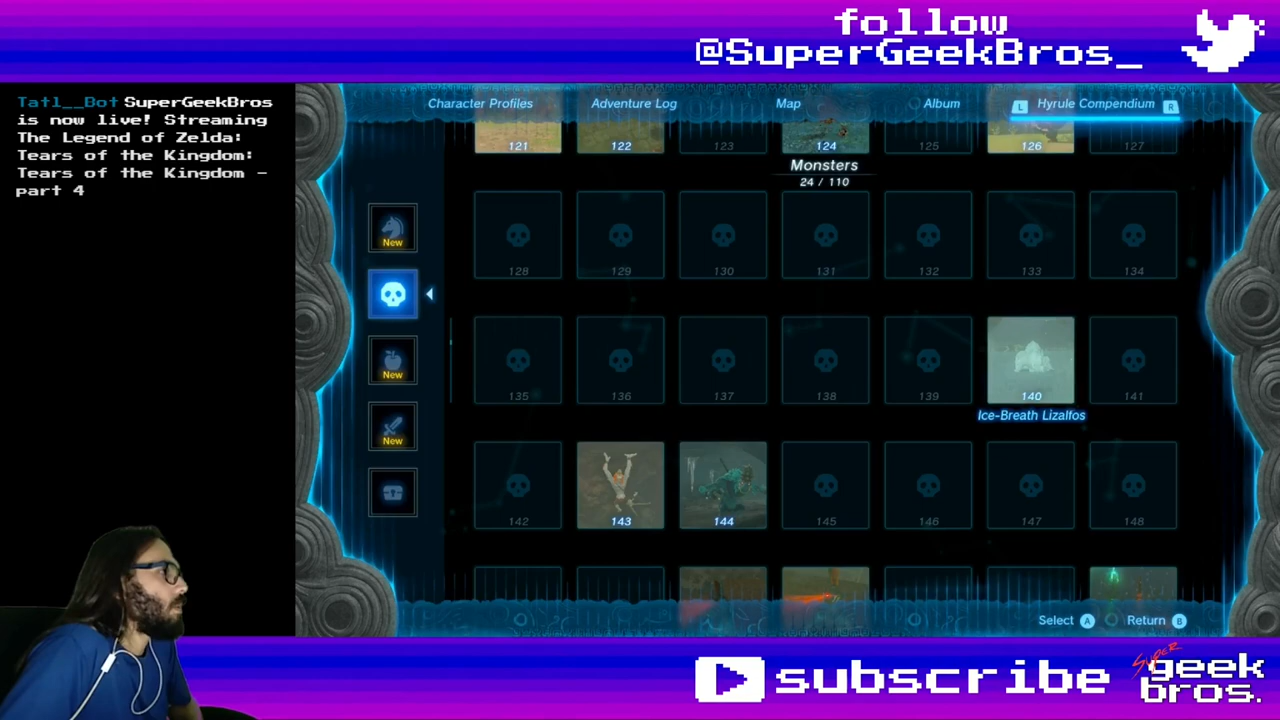 follow
@SuperGeekBros_
Tatl__Bot SuperGeekBros
is now live! Streaming
The Legend of Zelda:
Tears of the Kingdom:
Tears of the Kingdom -
part 4
Character Profiles
Adventure Log
Map
Album
L Hyrule Compendium R
121 122 123 124 125 126 127
Monsters
24 / 110
New
New
New
128 129 130 131 132 133 134
135 136 137 138 139 140 141
Ice-Breath Lizalfos
142 143 144 145 146 147 148
Select A Return B
subscribe
SUPER
geek
bros.